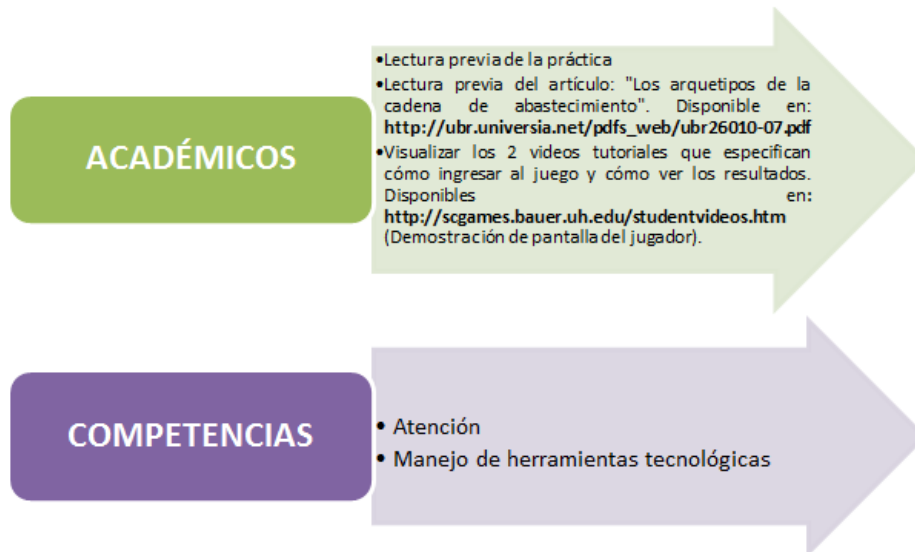 ACADÉMICOS
•Lectura previa de la práctica
•Lectura previa del artículo: "Los arquetipos de la
cadena de abastecimiento". Disponible en:
http://ubr.universia.net/pdfs_web/ubr26010-07.pdf
•Visualizar los 2 videos tutoriales que especifican
cómo ingresar al juego y cómo ver los resultados.
Disponibles en:
http://scgames.bauer.uh.edu/studentvideos.htm
(Demostración de pantalla del jugador).
COMPETENCIAS
• Atención
• Manejo de herramientas tecnológicas